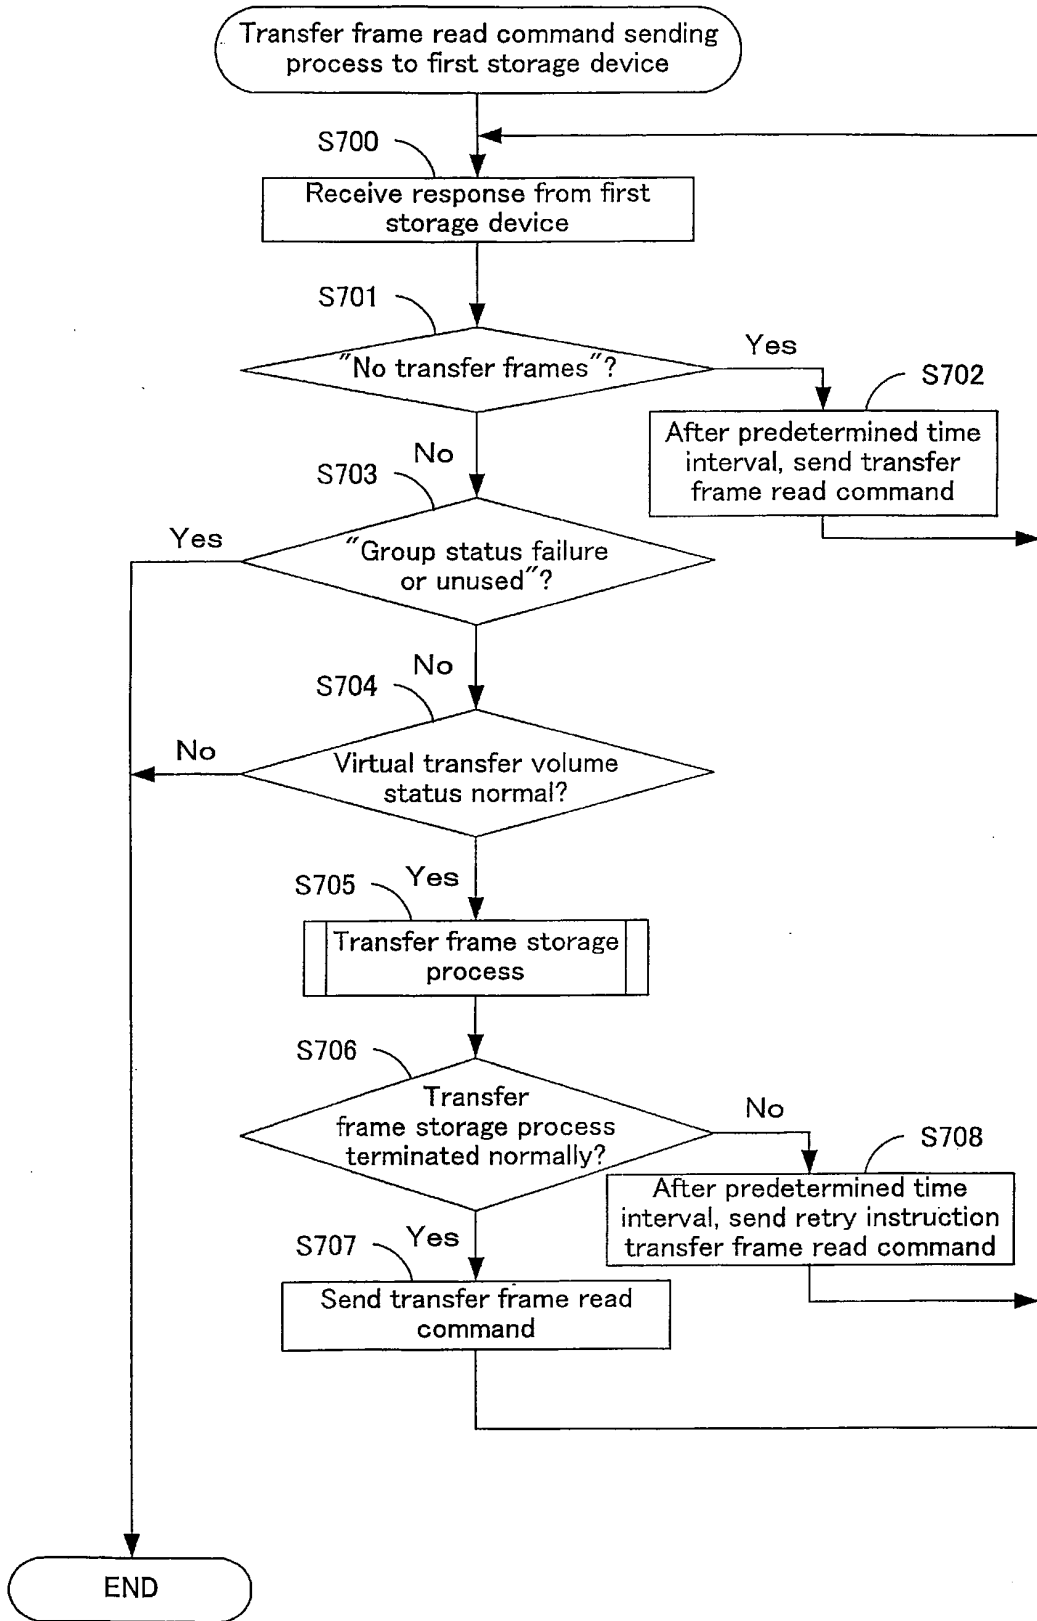 Transfer frame read command sending
process to first storage device
S700
Receive response from first
storage device
S701
"No transfer frames"?
Yes
S702
After predetermined time
interval, send transfer
frame read command
No
S703
Yes
"Group status failure
or unused"?
No
S704
No
Virtual transfer volume
status normal?
Yes
S705
Transfer frame storage
process
S706
Transfer
frame storage process
terminated normally?
No
S708
After predetermined time
interval, send retry instruction
transfer frame read command
Yes
S707
Send transfer frame read
command
END